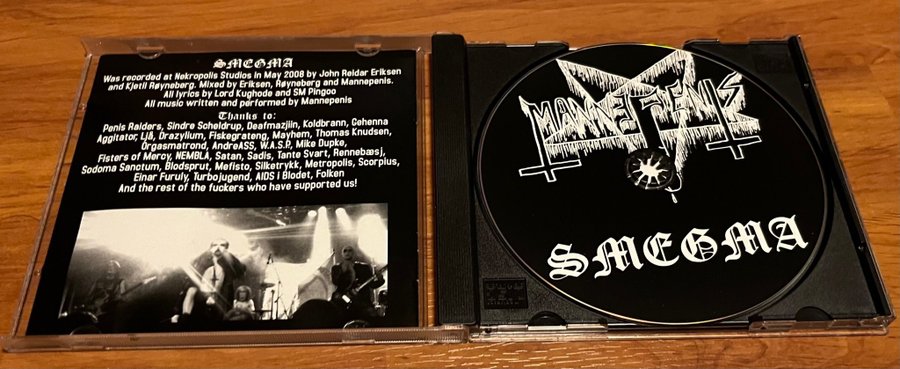 SMEGMA
Was recorded at Nekropolis Studios in May 2008 by John Reidar Eriksen
and Kjetil Røyneberg. Mixed by Eriksen, Røyneberg and Mannepenis.
All lyrics by Lord Kughode and SM Pingoo
All music written and performed by Mannepenis
Thanks to:
Penis Raiders, Sindre Scheldrup, Deafmazjiin, Koldbrann, Gehenna
Aggitator, Ljå, Drazylium, Fiskegrateng, Mayhem, Thomas Knudsen,
Orgasmatrond, AndreASS, W.A.S.P, Mike Dupke,
Fisters of Mercy, NEMBLA, Satan, Sadis, Tante Svart, Rennebæsj,
Sodoma Sanctum, Blodsprut, Mefisto, Silketrykk, Metropolis, Scorpius,
Einar Furuly, Turbojugend, AIDS i Blodet, Folken
And the rest of the fuckers who have supported us!
MANNEPENIS
SMEGMA